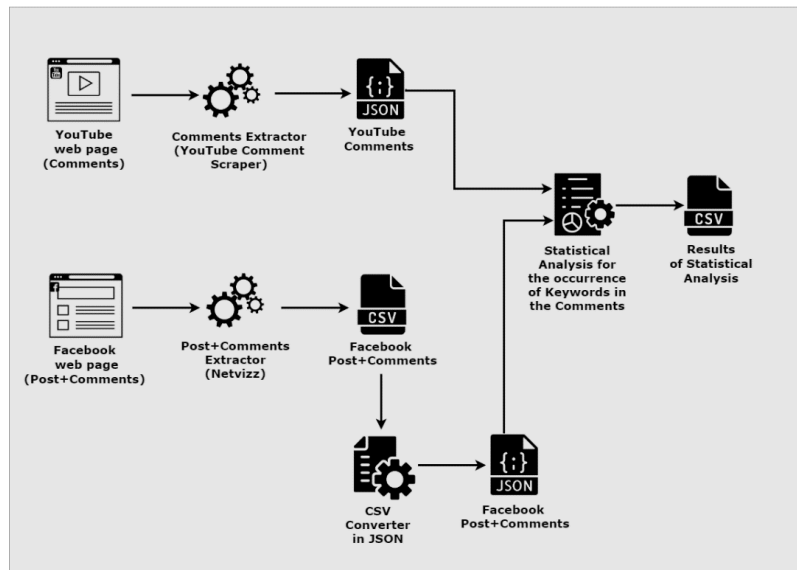 YouTube
web page
(Comments)
Comments Extractor
(YouTube Comment
Scraper)
{;}
JSON
YouTube
Comments
Statistical
Analysis for
the occurrence
of Keywords in
the Comments
CSV
Results
of Statistical
Analysis
Facebook
web page
(Post+Comments)
Post+Comments
Extractor
(Netvizz)
CSV
Facebook
Post+Comments
CSV
Converter
in JSON
{;}
JSON
Facebook
Post+Comments